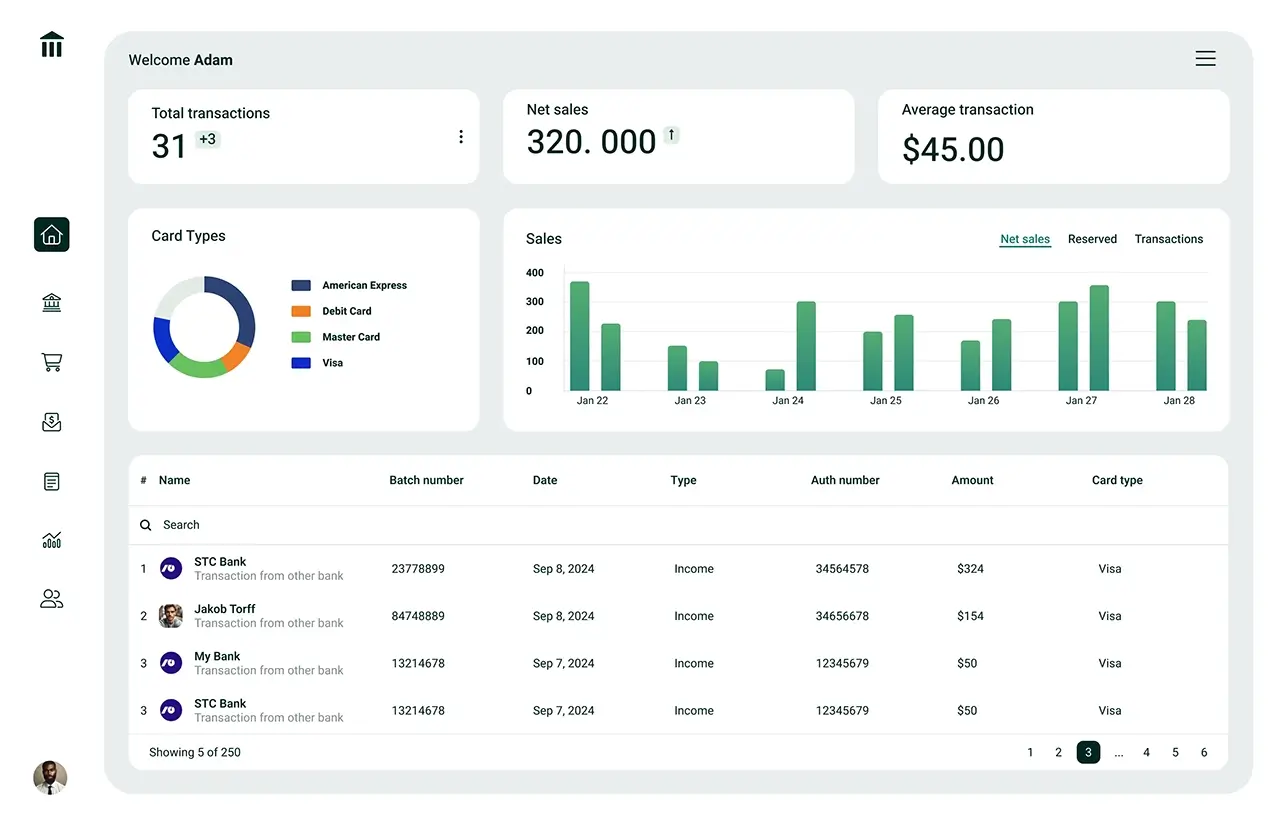 Welcome Adam
Total transactions
31 +3
Net sales
320. 000 ↑
Average transaction
$45.00
Card Types
American Express
Debit Card
Master Card
Visa
Sales
Net sales Reserved Transactions
400
300
200
100
0
Jan 22 Jan 23 Jan 24 Jan 25 Jan 26 Jan 27 Jan 28
# Name Batch number Date Type Auth number Amount Card type
Search
1 STC Bank 23778899 Sep 8, 2024 Income 34564578 $324 Visa
Transaction from other bank
2 Jakob Torff 84748889 Sep 8, 2024 Income 34656678 $154 Visa
Transaction from other bank
3 My Bank 13214678 Sep 7, 2024 Income 12345679 $50 Visa
Transaction from other bank
3 STC Bank 13214678 Sep 7, 2024 Income 12345679 $50 Visa
Transaction from other bank
Showing 5 of 250 1 2 3 ... 4 5 6